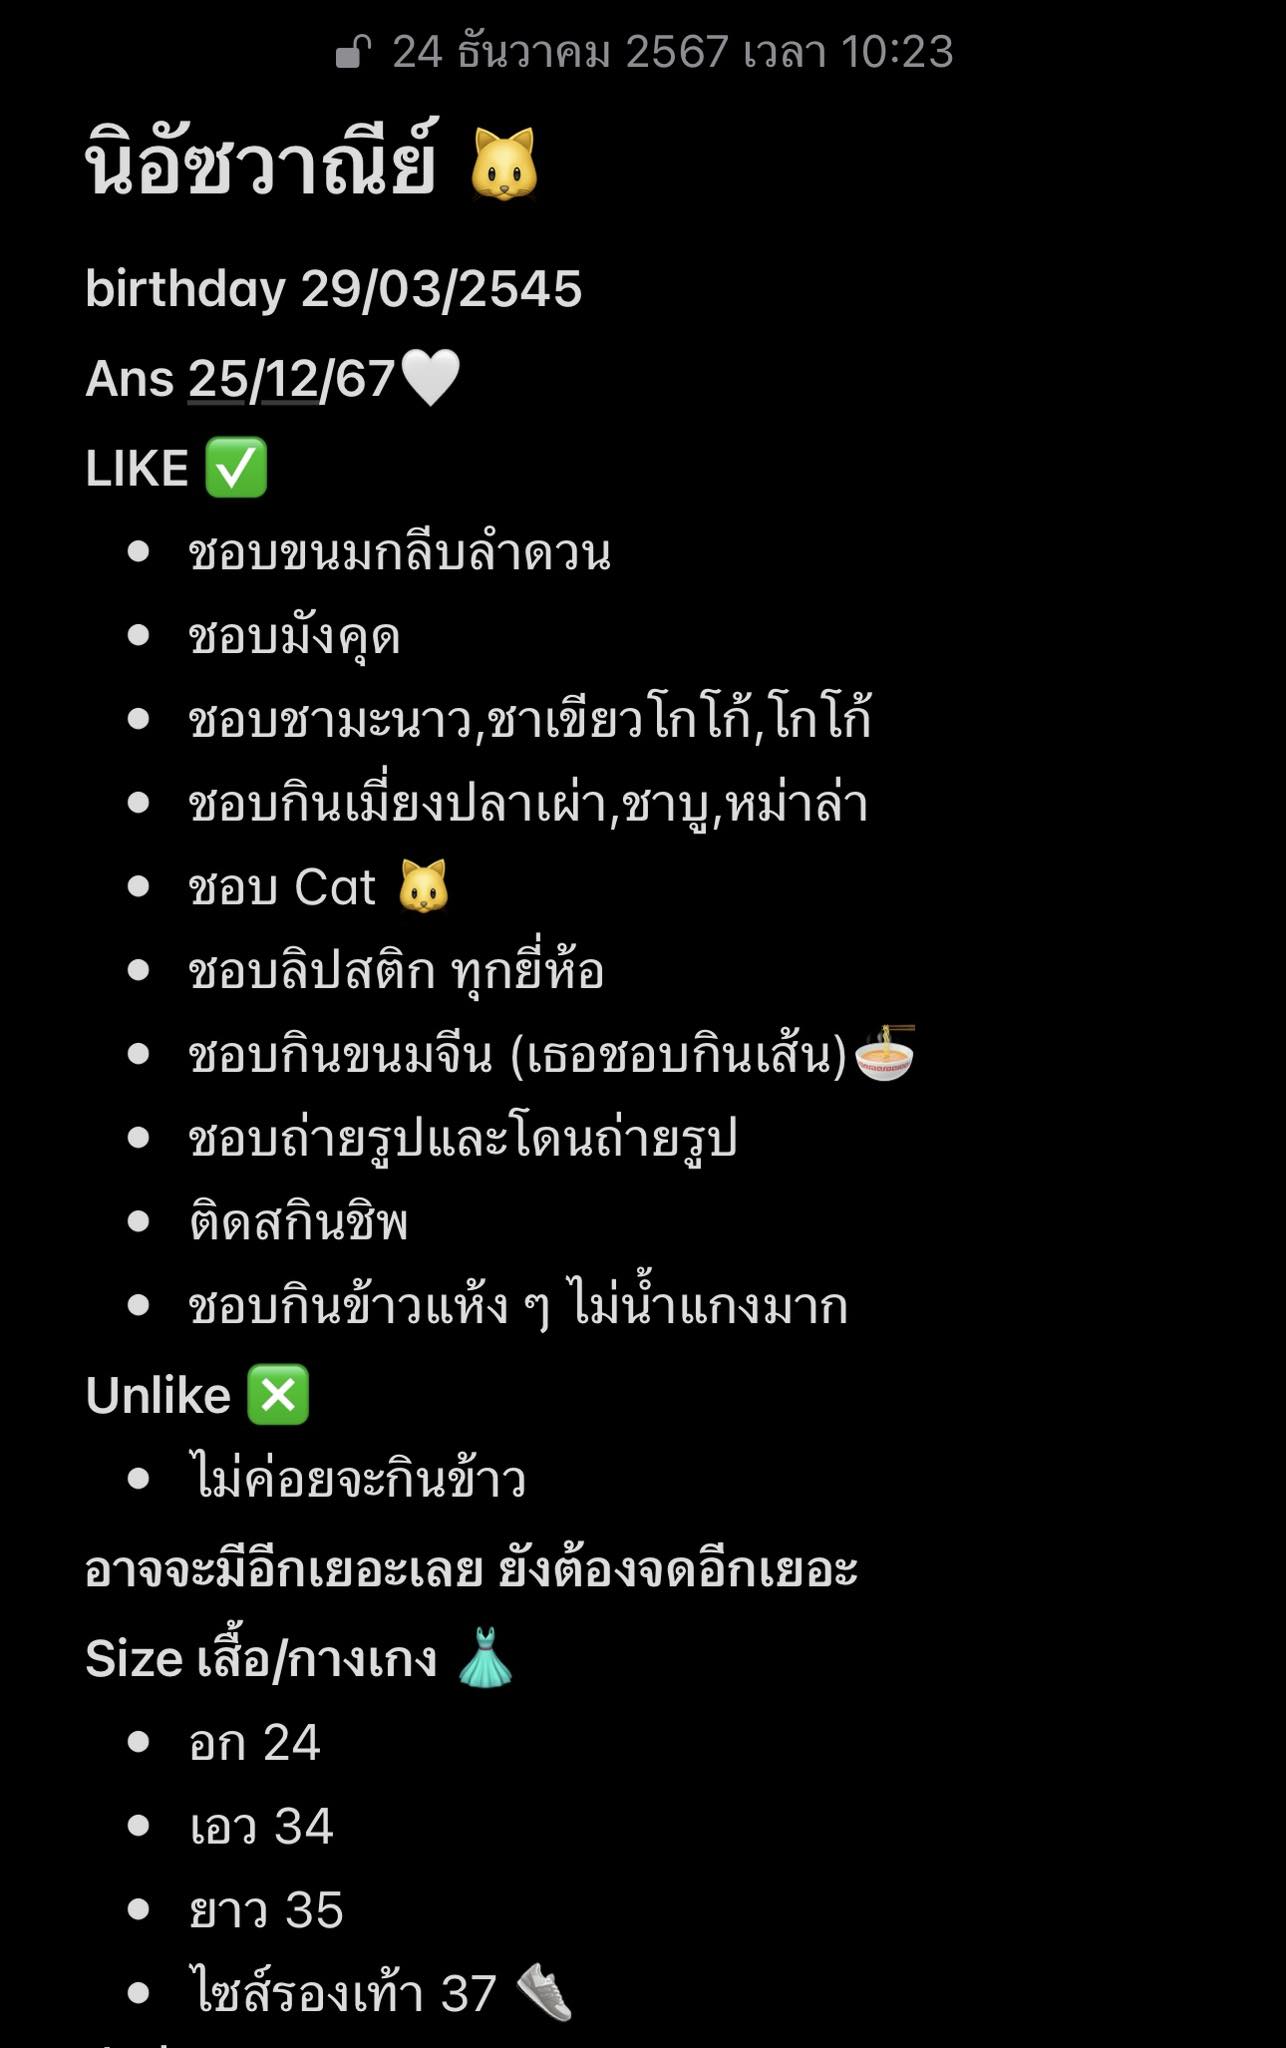 24 ธันวาคม 2567 เวลา 10:23
นิอัซวาณีย์ 🐱
birthday 29/03/2545
Ans 25/12/67🤍
LIKE ✅
• ชอบขนมกลีบลำดวน
• ชอบมังคุด
• ชอบชามะนาว,ชาเขียวโกโก้,โกโก้
• ชอบกินเมี่ยงปลาเผ่า,ชาบู,หม่าล่า
• ชอบ Cat 🐱
• ชอบลิปสติก ทุกยี่ห้อ
• ชอบกินขนมจีน (เธอชอบกินเส้น)🍜
• ชอบถ่ายรูปและโดนถ่ายรูป
• ติดสกินชิพ
• ชอบกินข้าวแห้ง ๆ ไม่น้ำแกงมาก
Unlike ❎
• ไม่ค่อยจะกินข้าว
อาจจะมีอีกเยอะเลย ยังต้องจดอีกเยอะ
Size เสื้อ/กางเกง 👗
• อก 24
• เอว 34
• ยาว 35
• ไซส์รองเท้า 37 👟